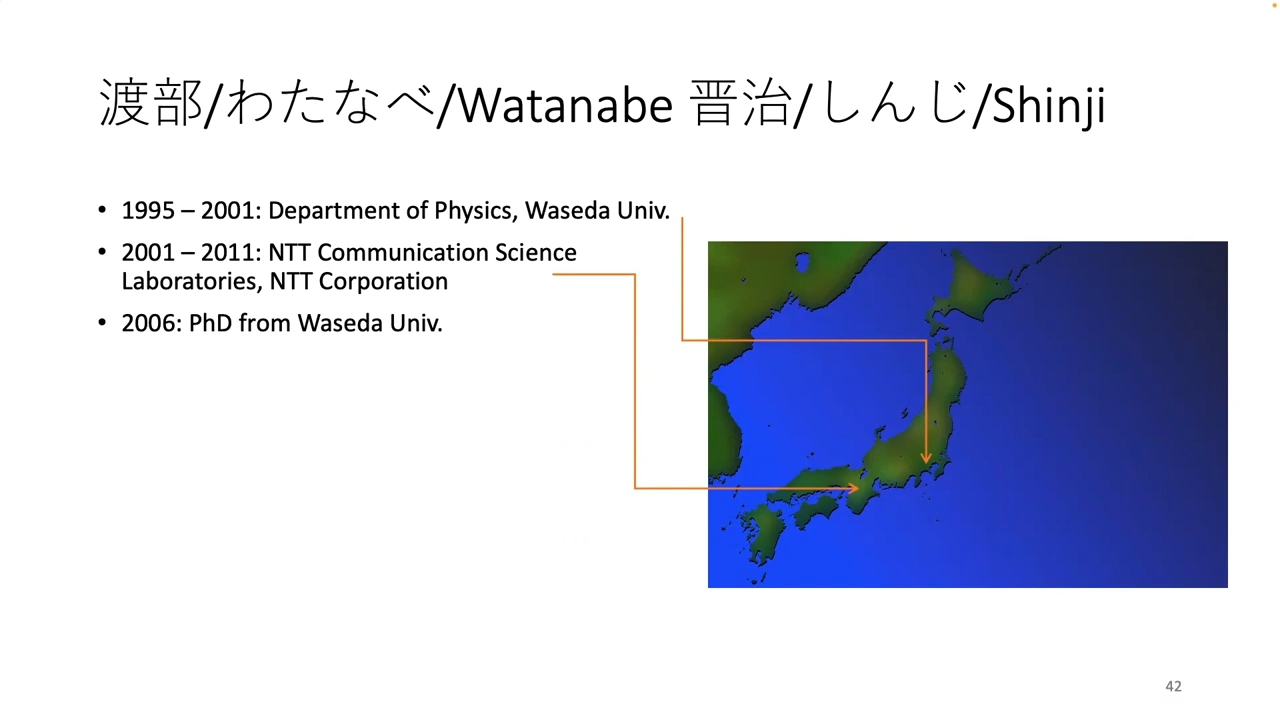 渡部/わたなべ/Watanabe 晋治/しんじ/Shinji
• 1995 – 2001: Department of Physics, Waseda Univ.
• 2001 – 2011: NTT Communication Science
Laboratories, NTT Corporation
• 2006: PhD from Waseda Univ.
42